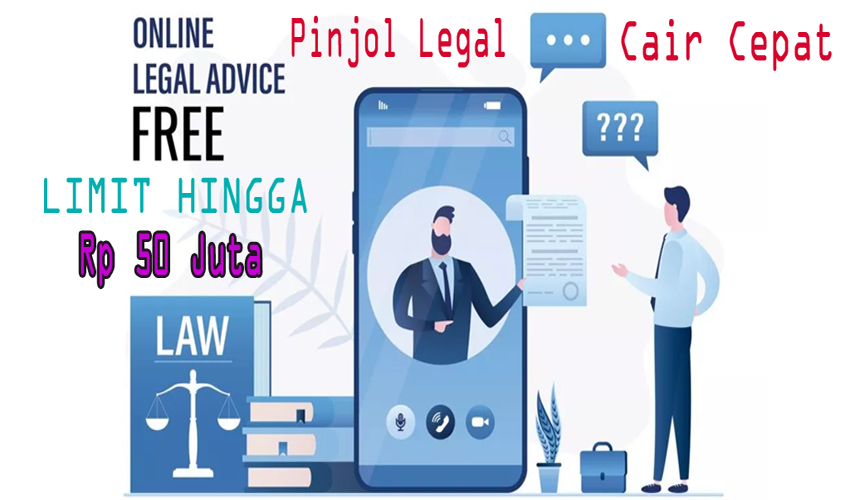 ONLINE
LEGAL ADVICE
FREE
Pinjol Legal
Cair Cepat
???
LIMIT HINGGA
Rp 50 Juta
LAW